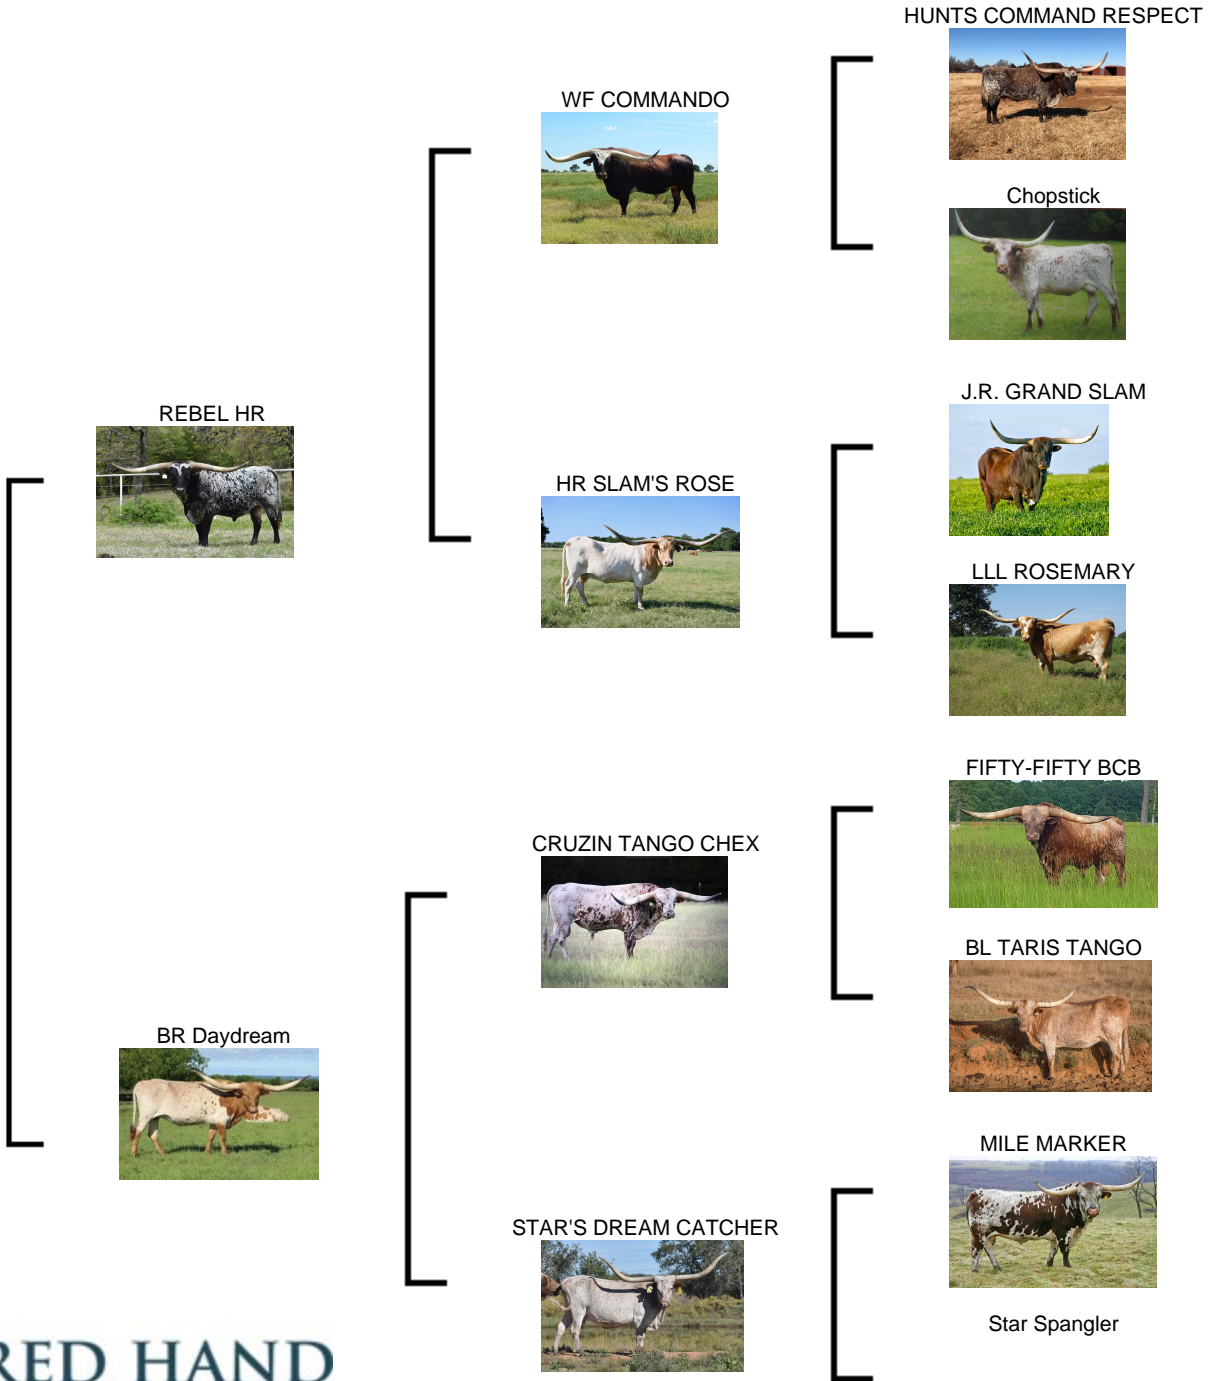 HUNTS COMMAND RESPECT
WF COMMANDO
Chopstick
J.R. GRAND SLAM
REBEL HR
HR SLAM'S ROSE
LLL ROSEMARY
FIFTY-FIFTY BCB
CRUZIN TANGO CHEX
BL TARIS TANGO
BR Daydream
MILE MARKER
STAR'S DREAM CATCHER
Star Spangler
RED HAND